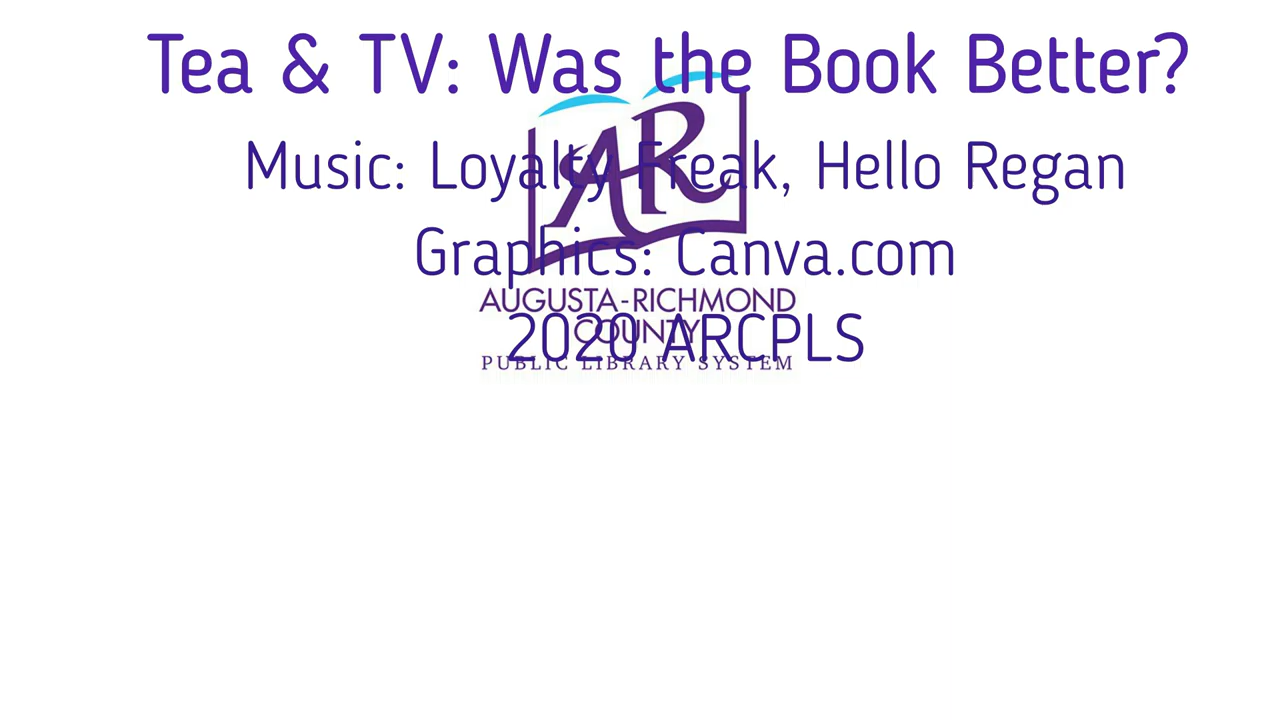 Tea & TV: Was the Book Better?
Music: Loyalty Freak, Hello Regan
Graphics: Canva.com
2020 ARCPLS
AR
AUGUSTA-RICHMOND
COUNTY
PUBLIC LIBRARY SYSTEM